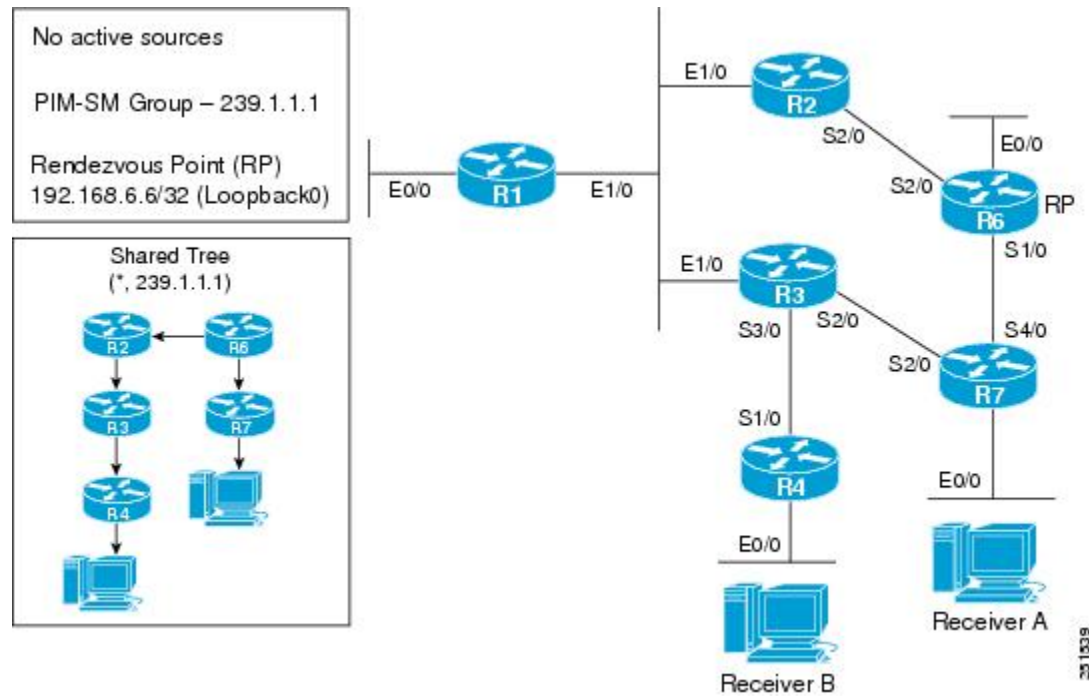 No active sources
PIM-SM Group – 239.1.1.1
Rendezvous Point (RP)
192.168.6.6/32 (Loopback0)
Shared Tree
(*, 239.1.1.1)
R2
R6
R3
R7
R4
E0/0
R1
E1/0
E1/0
R2
S2/0
E0/0
S2/0
R6
RP
S1/0
E1/0
R3
S3/0
S2/0
S4/0
S2/0
R7
S1/0
R4
E0/0
E0/0
Receiver A
Receiver B
251539